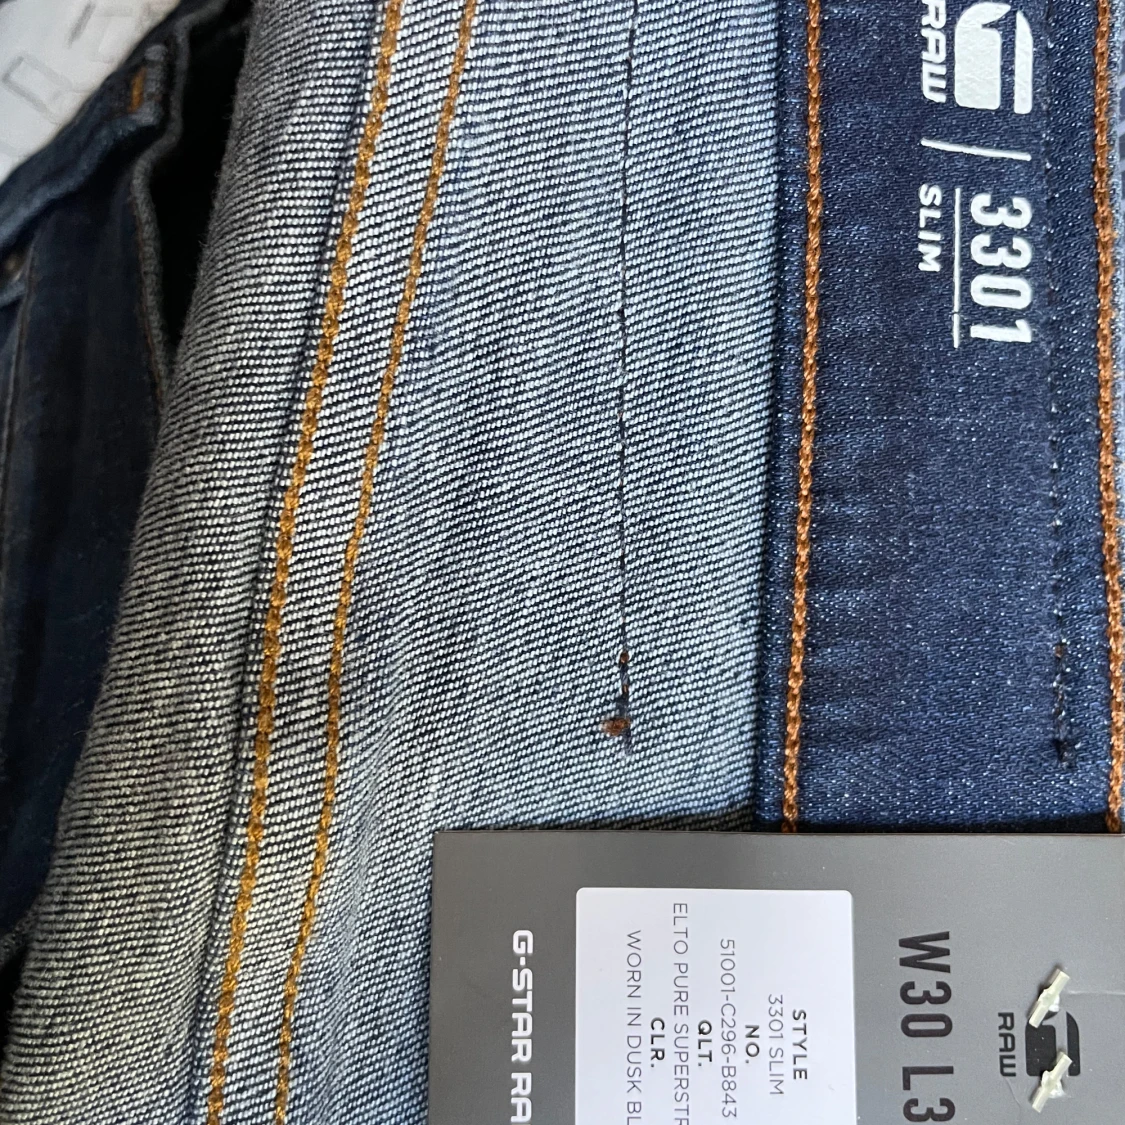 RAW
3301
SLIM
W30 L3
RAW
STYLE
3301 SLIM
NO.
51001-C296-B843
QLT.
ELTO PURE SUPERSTR
CLR.
WORN IN DUSK BL
G-STAR RA